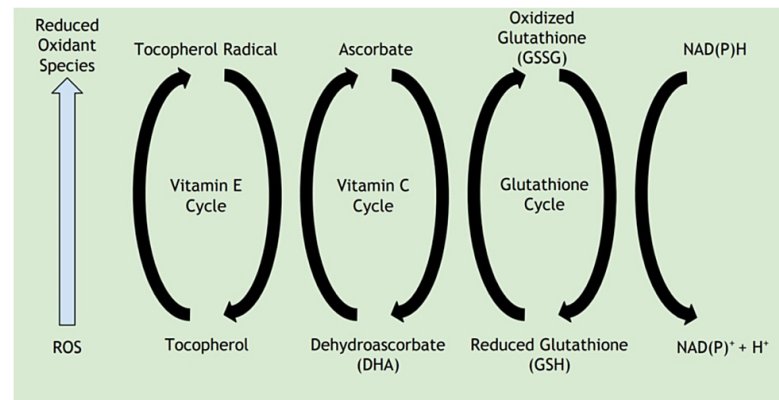 Reduced
Oxidant
Species
Tocopherol Radical
Ascorbate
Oxidized
Glutathione
(GSSG)
NAD(P)H
Vitamin E
Cycle
Vitamin C
Cycle
Glutathione
Cycle
ROS
Tocopherol
Dehydroascorbate
(DHA)
Reduced Glutathione
(GSH)
NAD(P)⁺ + H⁺